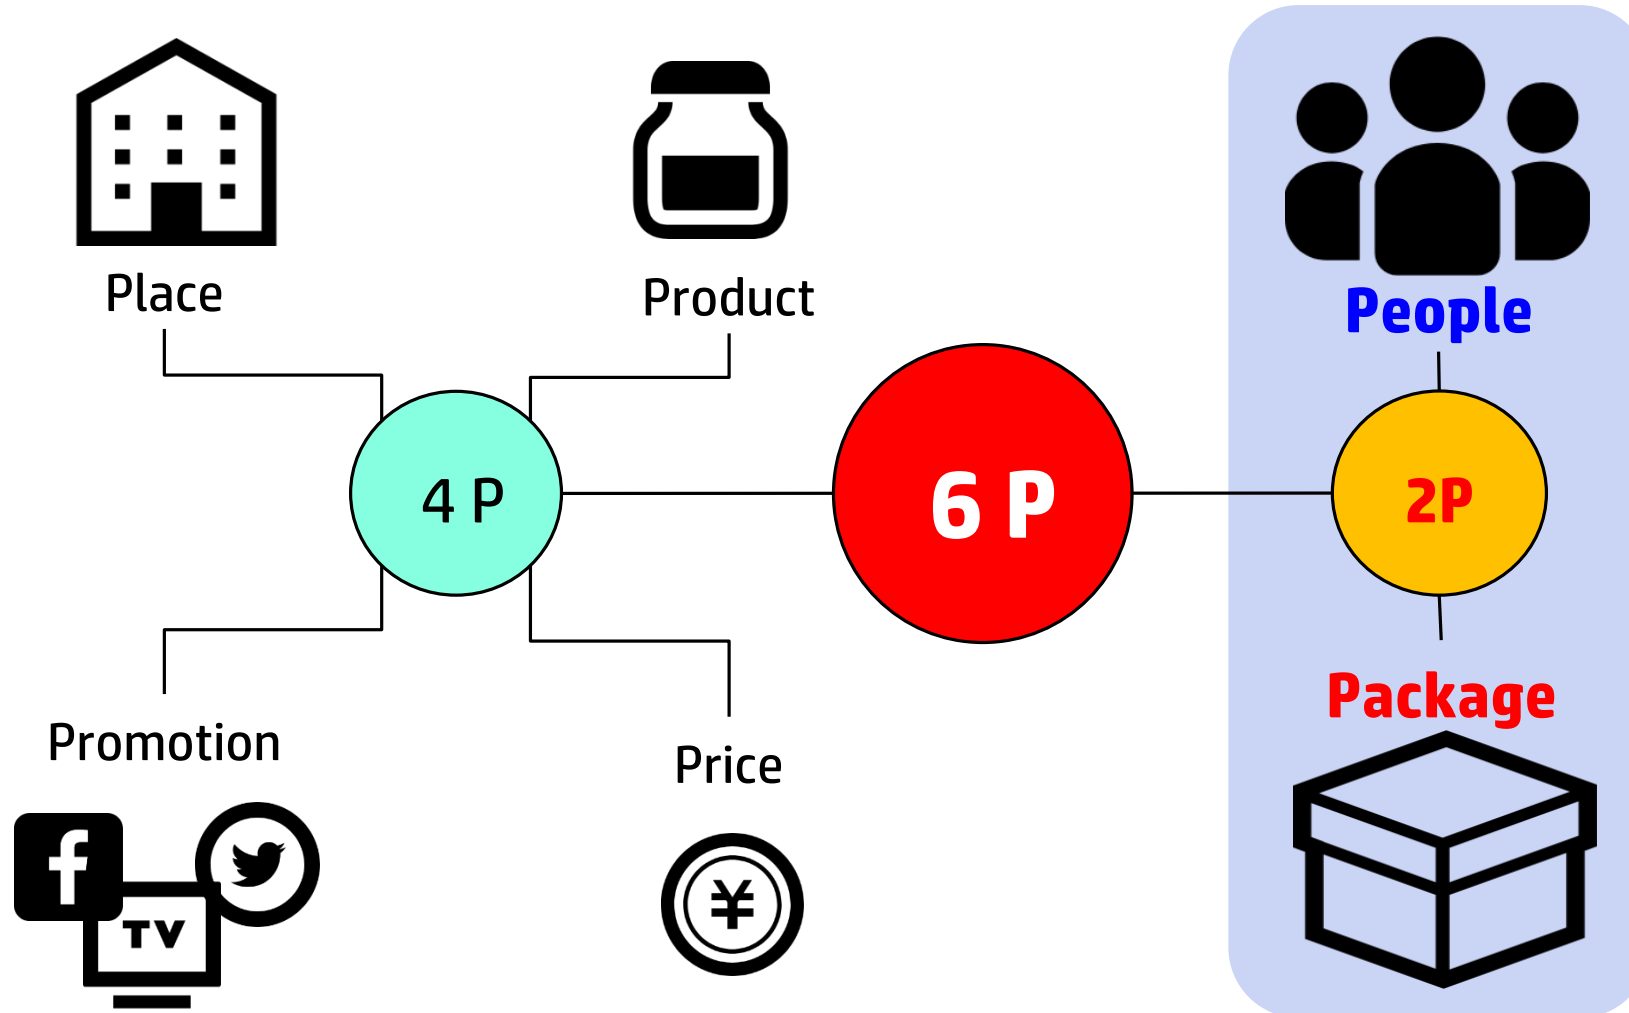 Place
Product
People
4 P
6 P
2P
Promotion
Price
Package
f
TV
¥